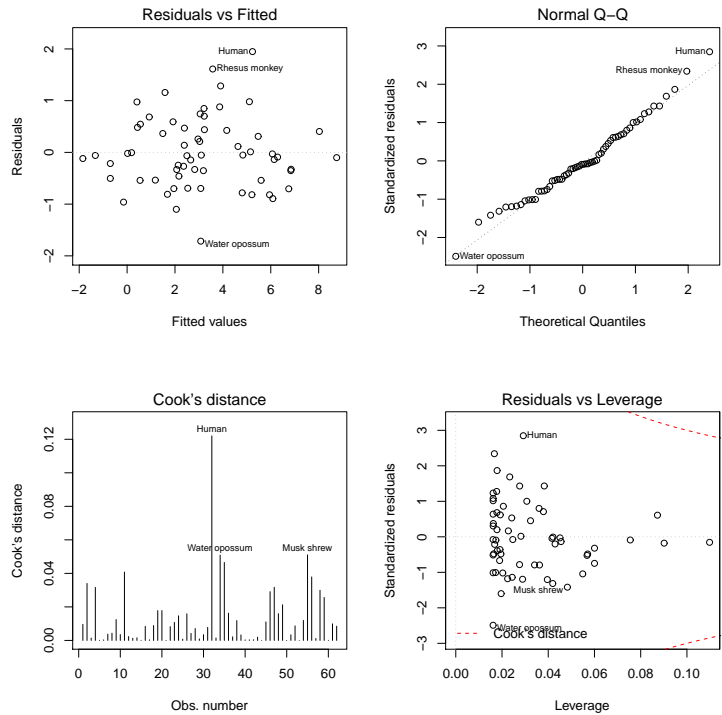 Residuals vs Fitted
Residuals
2
1
0
−1
−2
Human
Rhesus monkey
Water opossum
−2 0 2 4 6 8
Fitted values
Normal Q−Q
Standardized residuals
3
2
1
0
−1
−2
Human
Rhesus monkey
Water opossum
−2 −1 0 1 2
Theoretical Quantiles
Cook's distance
Cook's distance
0.12
0.08
0.04
0.00
Human
Water opossum
Musk shrew
0 10 20 30 40 50 60
Obs. number
Residuals vs Leverage
Standardized residuals
3
2
1
0
−1
−2
−3
Human
Musk shrew
Water opossum
Cook's distance
0.00 0.02 0.04 0.06 0.08 0.10
Leverage